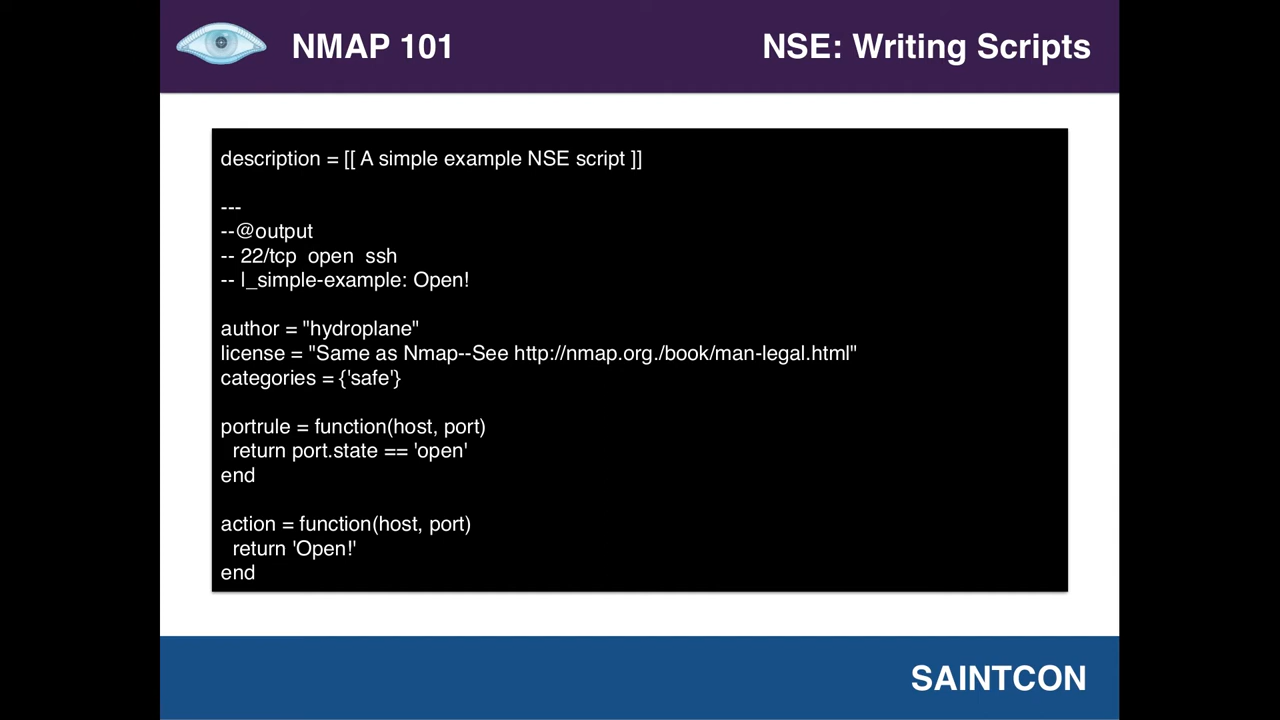 NMAP 101
NSE: Writing Scripts
description = [[ A simple example NSE script ]]
---
--@output
-- 22/tcp  open  ssh
-- |_simple-example: Open!
author = "hydroplane"
license = "Same as Nmap--See http://nmap.org./book/man-legal.html"
categories = {'safe'}
portrule = function(host, port)
  return port.state == 'open'
end
action = function(host, port)
  return 'Open!'
end
SAINTCON